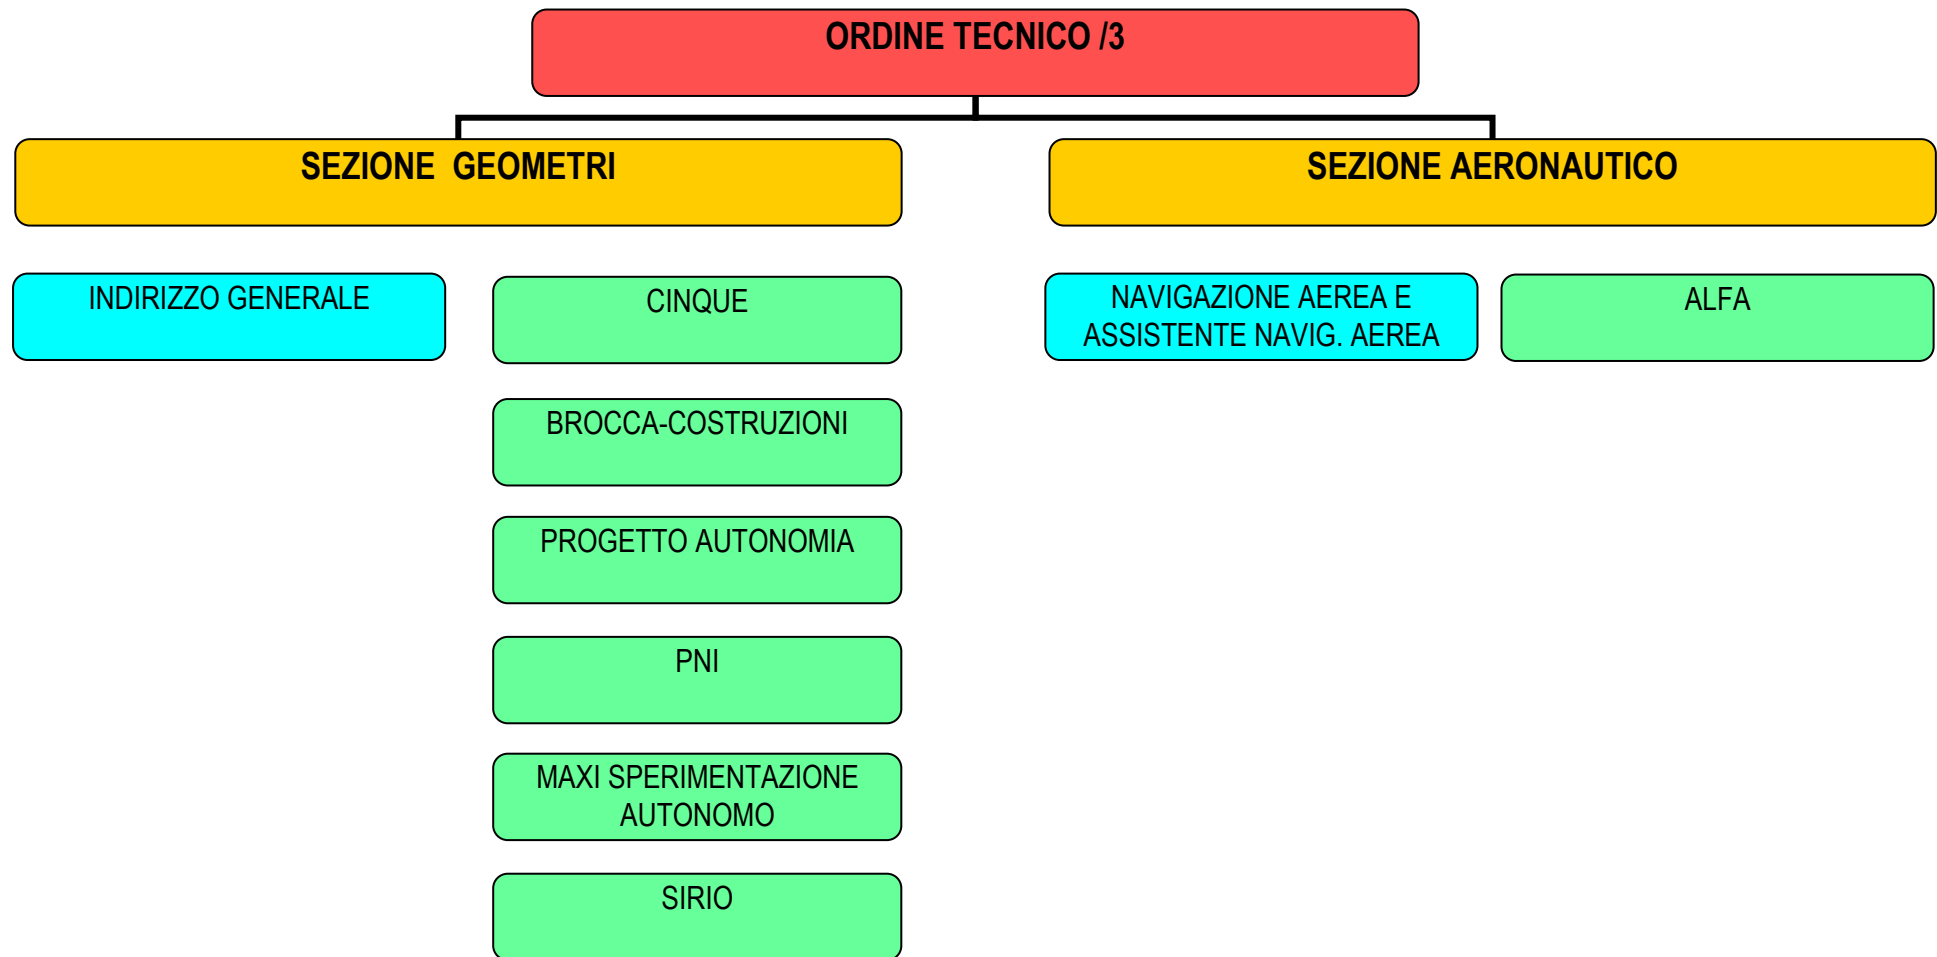 ORDINE TECNICO /3
SEZIONE GEOMETRI
SEZIONE AERONAUTICO
INDIRIZZO GENERALE
CINQUE
NAVIGAZIONE AEREA E
ASSISTENTE NAVIG. AEREA
ALFA
BROCCA-COSTRUZIONI
PROGETTO AUTONOMIA
PNI
MAXI SPERIMENTAZIONE
AUTONOMO
SIRIO